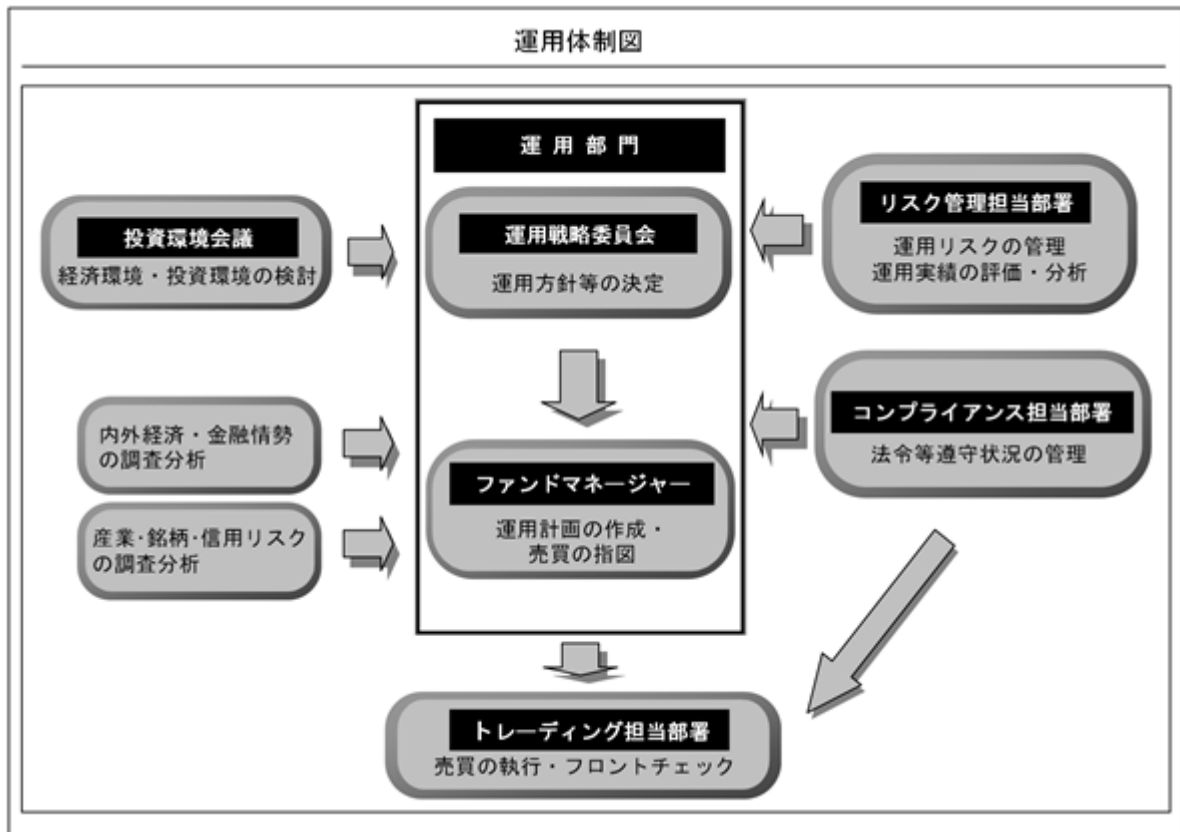 運用体制図
運用部門
投資環境会議
経済環境・投資環境の検討
運用戦略委員会
運用方針等の決定
リスク管理担当部署
運用リスクの管理
運用実績の評価・分析
内外経済・金融情勢
の調査分析
産業・銘柄・信用リスク
の調査分析
ファンドマネージャー
運用計画の作成・
売買の指図
コンプライアンス担当部署
法令等遵守状況の管理
トレーディング担当部署
売買の執行・フロントチェック